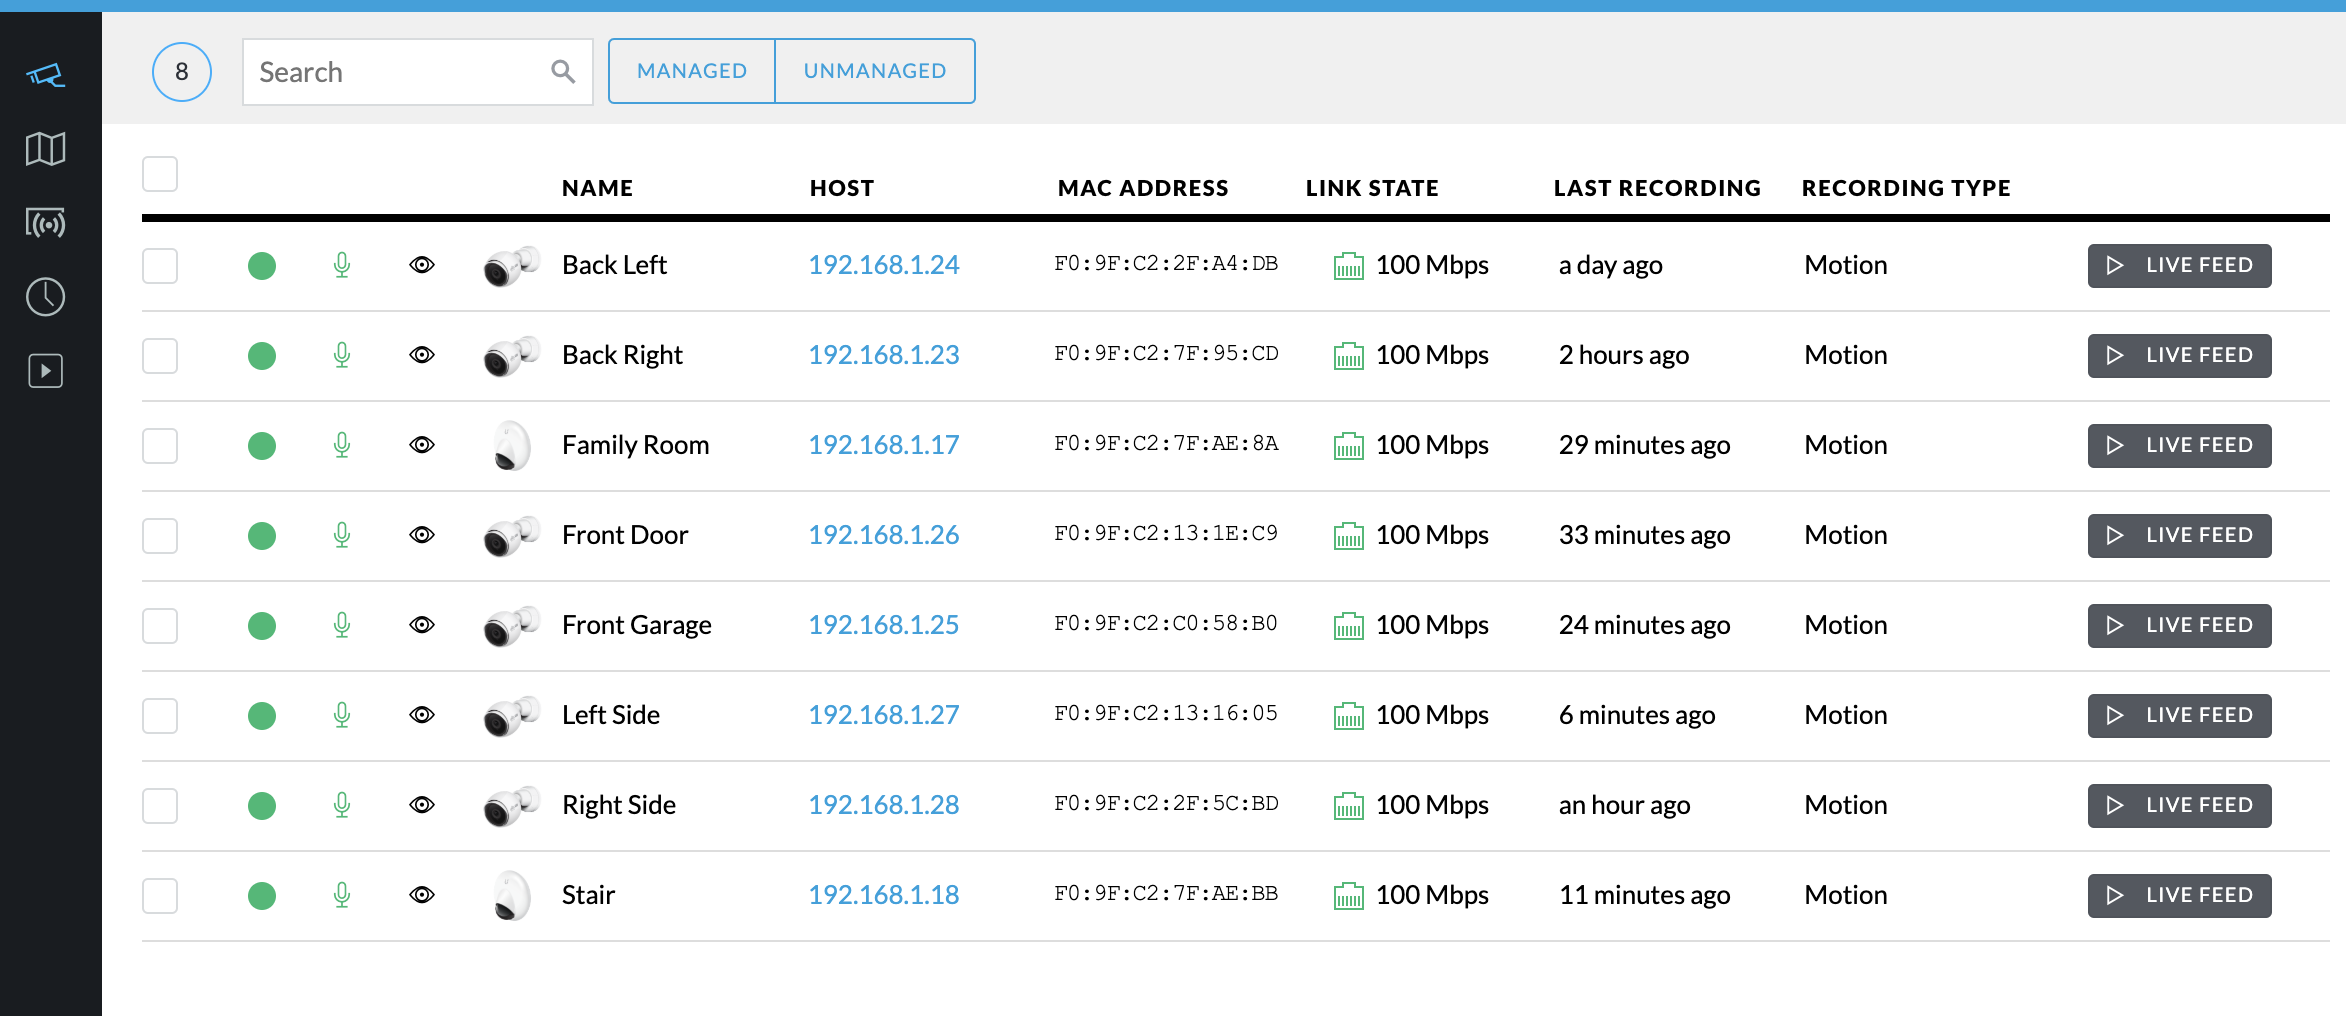 8 Search MANAGED UNMANAGED
NAME HOST MAC ADDRESS LINK STATE LAST RECORDING RECORDING TYPE
Back Left 192.168.1.24 F0:9F:C2:2F:A4:DB 100 Mbps a day ago Motion LIVE FEED
Back Right 192.168.1.23 F0:9F:C2:7F:95:CD 100 Mbps 2 hours ago Motion LIVE FEED
Family Room 192.168.1.17 F0:9F:C2:7F:AE:8A 100 Mbps 29 minutes ago Motion LIVE FEED
Front Door 192.168.1.26 F0:9F:C2:13:1E:C9 100 Mbps 33 minutes ago Motion LIVE FEED
Front Garage 192.168.1.25 F0:9F:C2:C0:58:B0 100 Mbps 24 minutes ago Motion LIVE FEED
Left Side 192.168.1.27 F0:9F:C2:13:16:05 100 Mbps 6 minutes ago Motion LIVE FEED
Right Side 192.168.1.28 F0:9F:C2:2F:5C:BD 100 Mbps an hour ago Motion LIVE FEED
Stair 192.168.1.18 F0:9F:C2:7F:AE:BB 100 Mbps 11 minutes ago Motion LIVE FEED